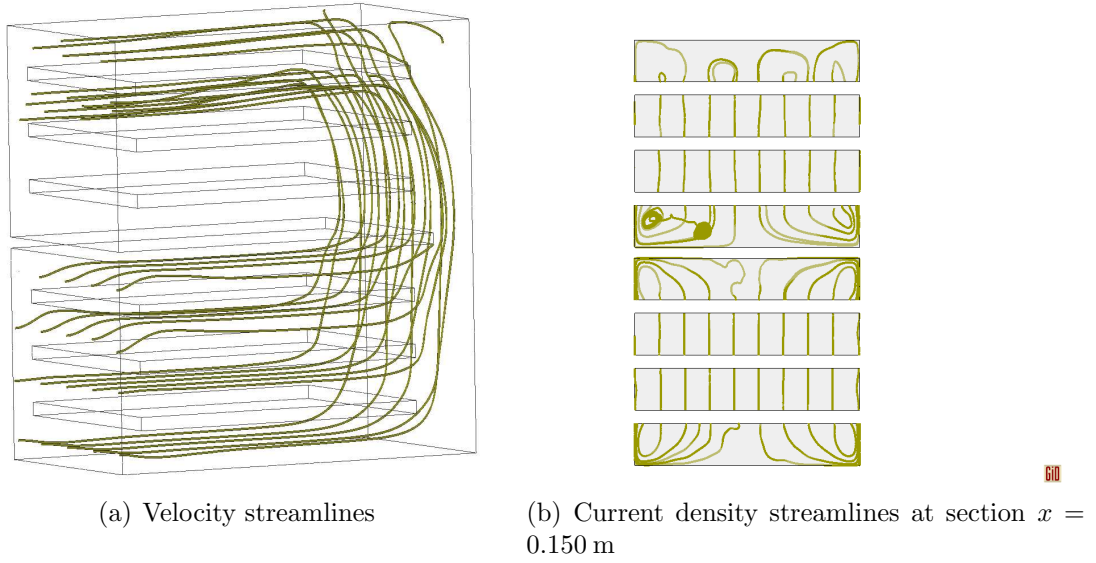 GiD
(a) Velocity streamlines
(b) Current density streamlines at section x =
0.150 m